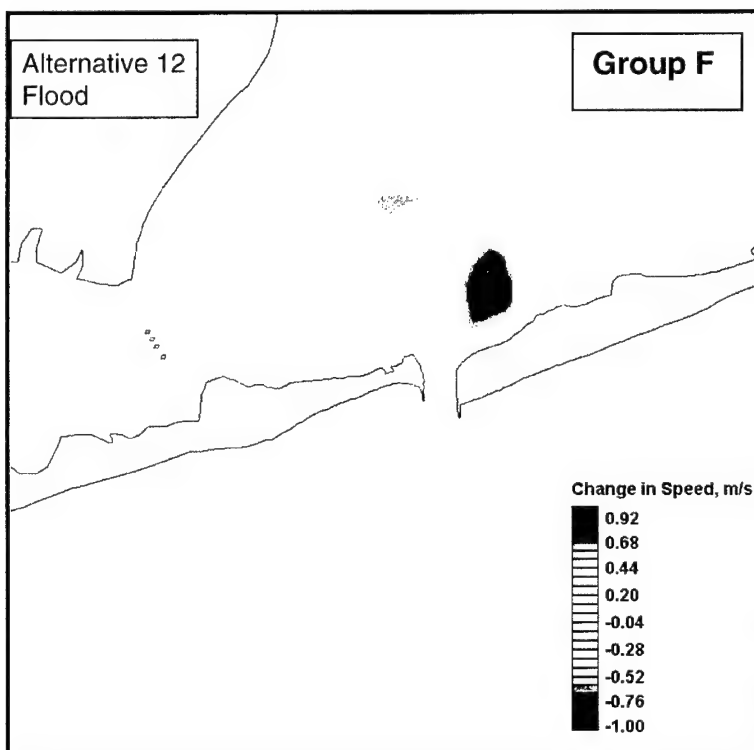 Alternative 12
Flood
Group F
Change in Speed, m/s
0.92
0.68
0.44
0.20
-0.04
-0.28
-0.52
-0.76
-1.00